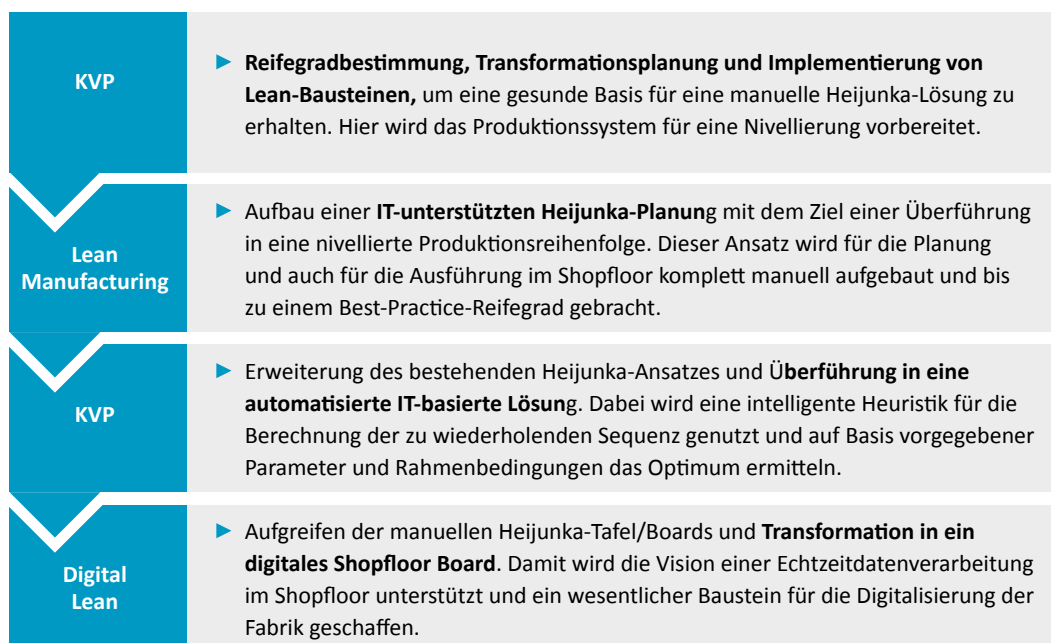 KVP
► Reifegradbestimmung, Transformationsplanung und Implementierung von
Lean-Bausteinen, um eine gesunde Basis für eine manuelle Heijunka-Lösung zu
erhalten. Hier wird das Produktionssystem für eine Nivellierung vorbereitet.
Lean
Manufacturing
► Aufbau einer IT-unterstützten Heijunka-Planung mit dem Ziel einer Überführung
in eine nivellierte Produktionsreihenfolge. Dieser Ansatz wird für die Planung
und auch für die Ausführung im Shopfloor komplett manuell aufgebaut und bis
zu einem Best-Practice-Reifegrad gebracht.
KVP
► Erweiterung des bestehenden Heijunka-Ansatzes und Überführung in eine
automatisierte IT-basierte Lösung. Dabei wird eine intelligente Heuristik für die
Berechnung der zu wiederholenden Sequenz genutzt und auf Basis vorgegebener
Parameter und Rahmenbedingungen das Optimum ermitteln.
Digital
Lean
► Aufgreifen der manuellen Heijunka-Tafel/Boards und Transformation in ein
digitales Shopfloor Board. Damit wird die Vision einer Echtzeitdatenverarbeitung
im Shopfloor unterstützt und ein wesentlicher Baustein für die Digitalisierung der
Fabrik geschaffen.